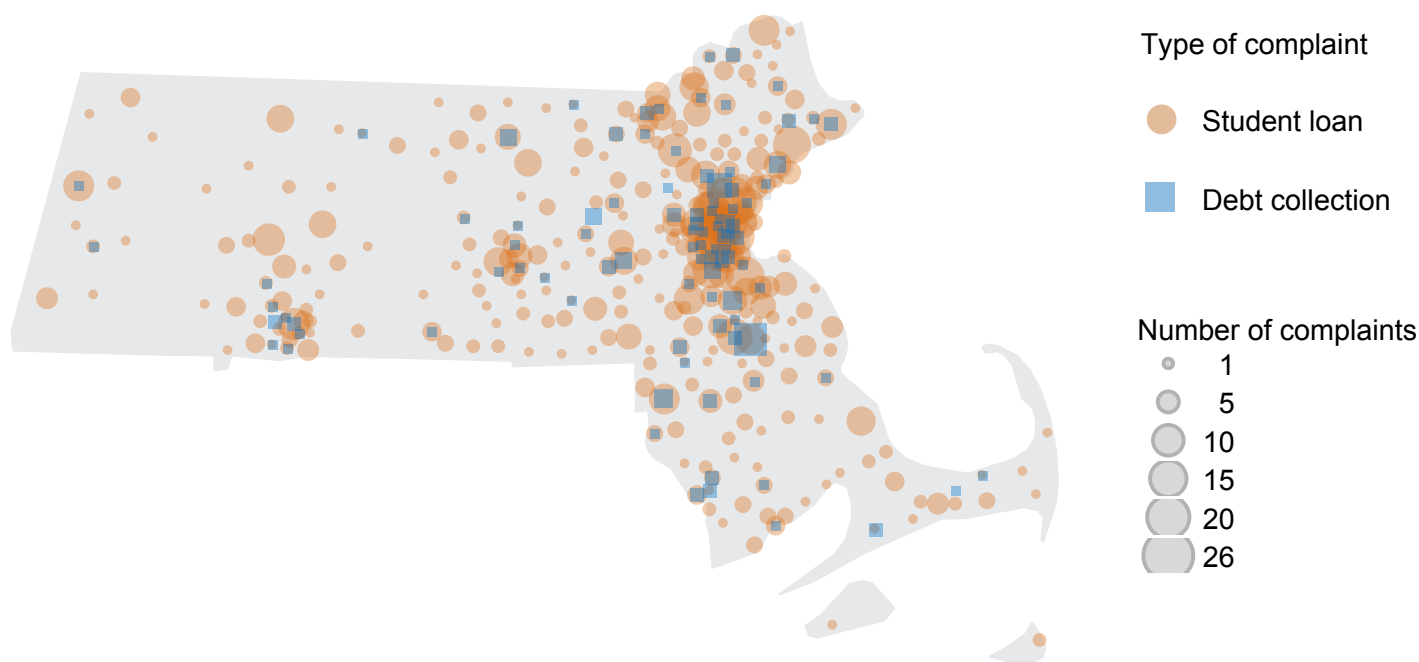 Type of complaint
Student loan
Debt collection
Number of complaints
1
5
10
15
20
26